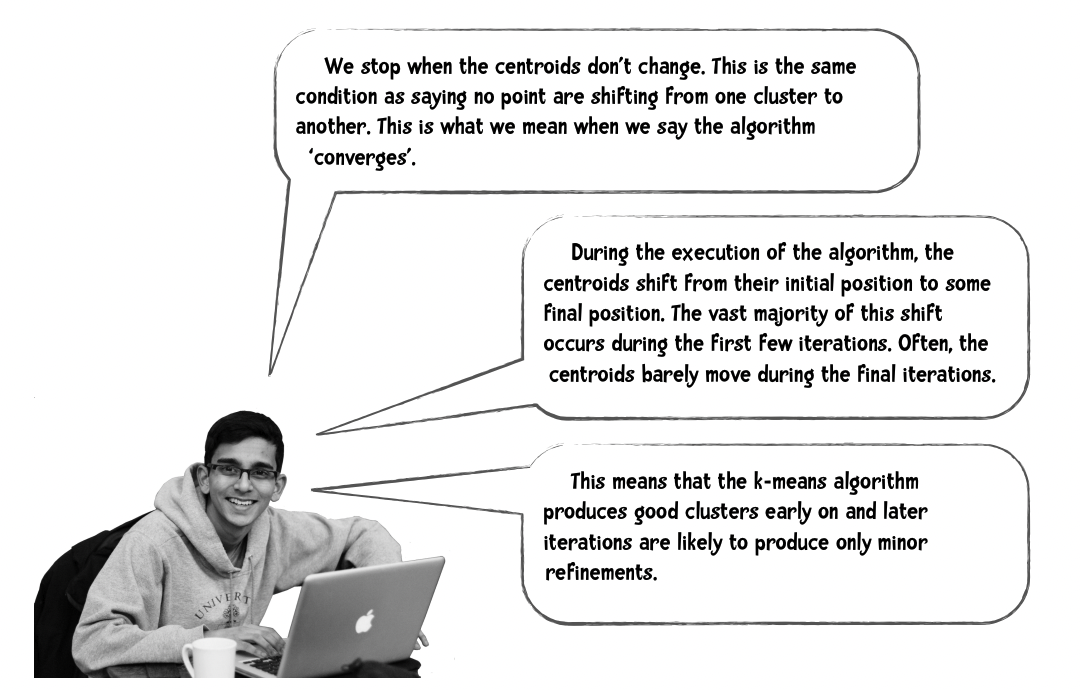 We stop when the centroids don't change. This is the same
condition as saying no point are shifting from one cluster to
another. This is what we mean when we say the algorithm
'converges'.
During the execution of the algorithm, the
centroids shift from their initial position to some
final position. The vast majority of this shift
occurs during the first few iterations. Often, the
centroids barely move during the final iterations.
This means that the k-means algorithm
produces good clusters early on and later
iterations are likely to produce only minor
refinements.